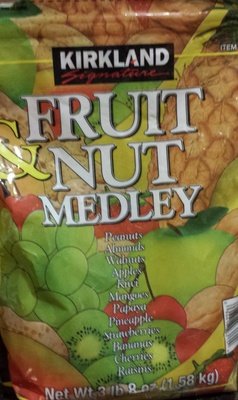 ITEM
KIRKLAND
Signature
FRUIT
& NUT
MEDLEY
Peanuts
Almonds
Walnuts
Apples
Kiwi
Mangoes
Papaya
Pineapple
Strawberries
Bananas
Cherries
Raisins
Net Wt 3 lb 8 oz (1.58 kg)